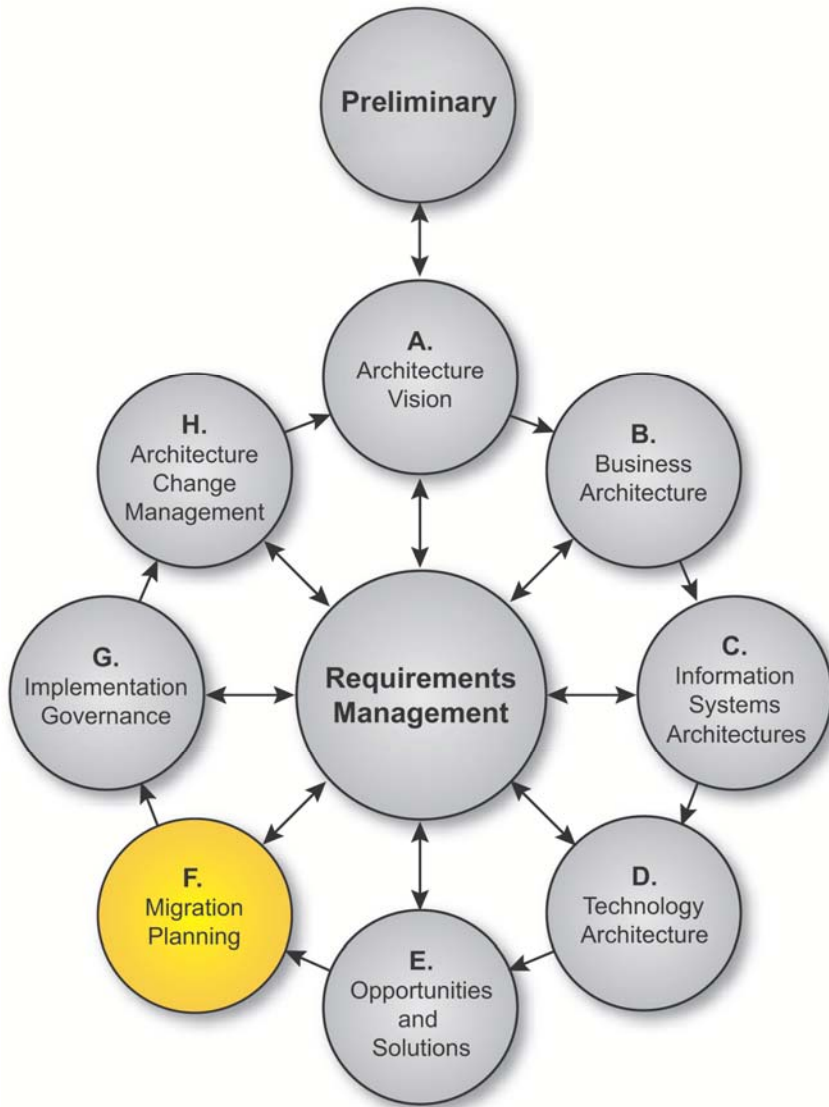 Preliminary
A.
Architecture
Vision
B.
Business
Architecture
C.
Information
Systems
Architectures
D.
Technology
Architecture
E.
Opportunities
and
Solutions
F.
Migration
Planning
G.
Implementation
Governance
H.
Architecture
Change
Management
Requirements
Management